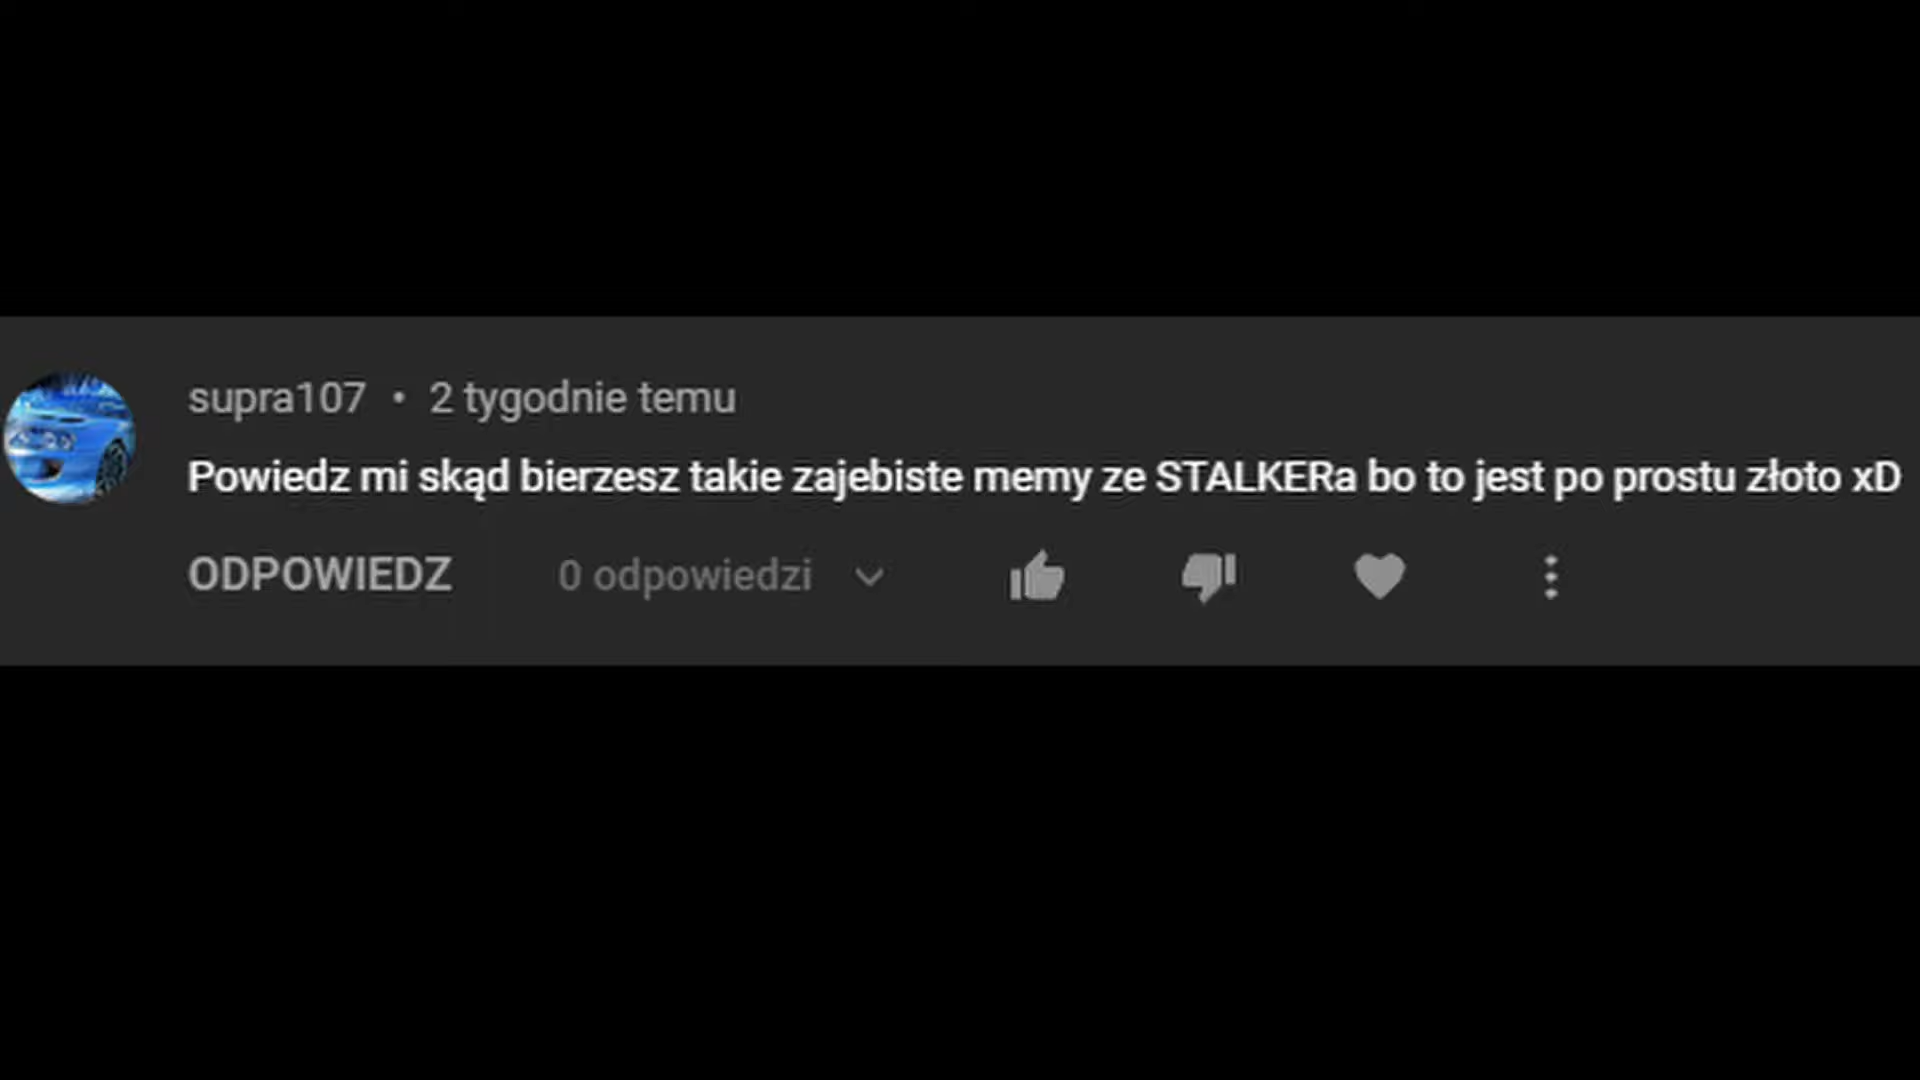 supra107 • 2 tygodnie temu
Powiedz mi skąd bierzesz takie zajebiste memy ze STALKERa bo to jest po prostu złoto xD
ODPOWIEDZ 0 odpowiedzi